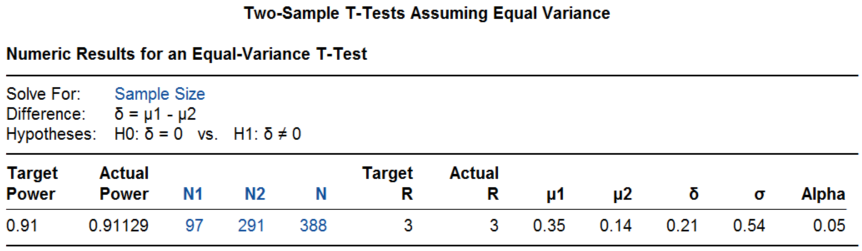 Two-Sample T-Tests Assuming Equal Variance
Numeric Results for an Equal-Variance T-Test
Solve For: Sample Size
Difference: δ = μ1 - μ2
Hypotheses: H0: δ = 0 vs. H1: δ ≠ 0
Target Actual Target Actual
Power Power N1 N2 N R R μ1 μ2 δ σ Alpha
0.91 0.91129 97 291 388 3 3 0.35 0.14 0.21 0.54 0.05